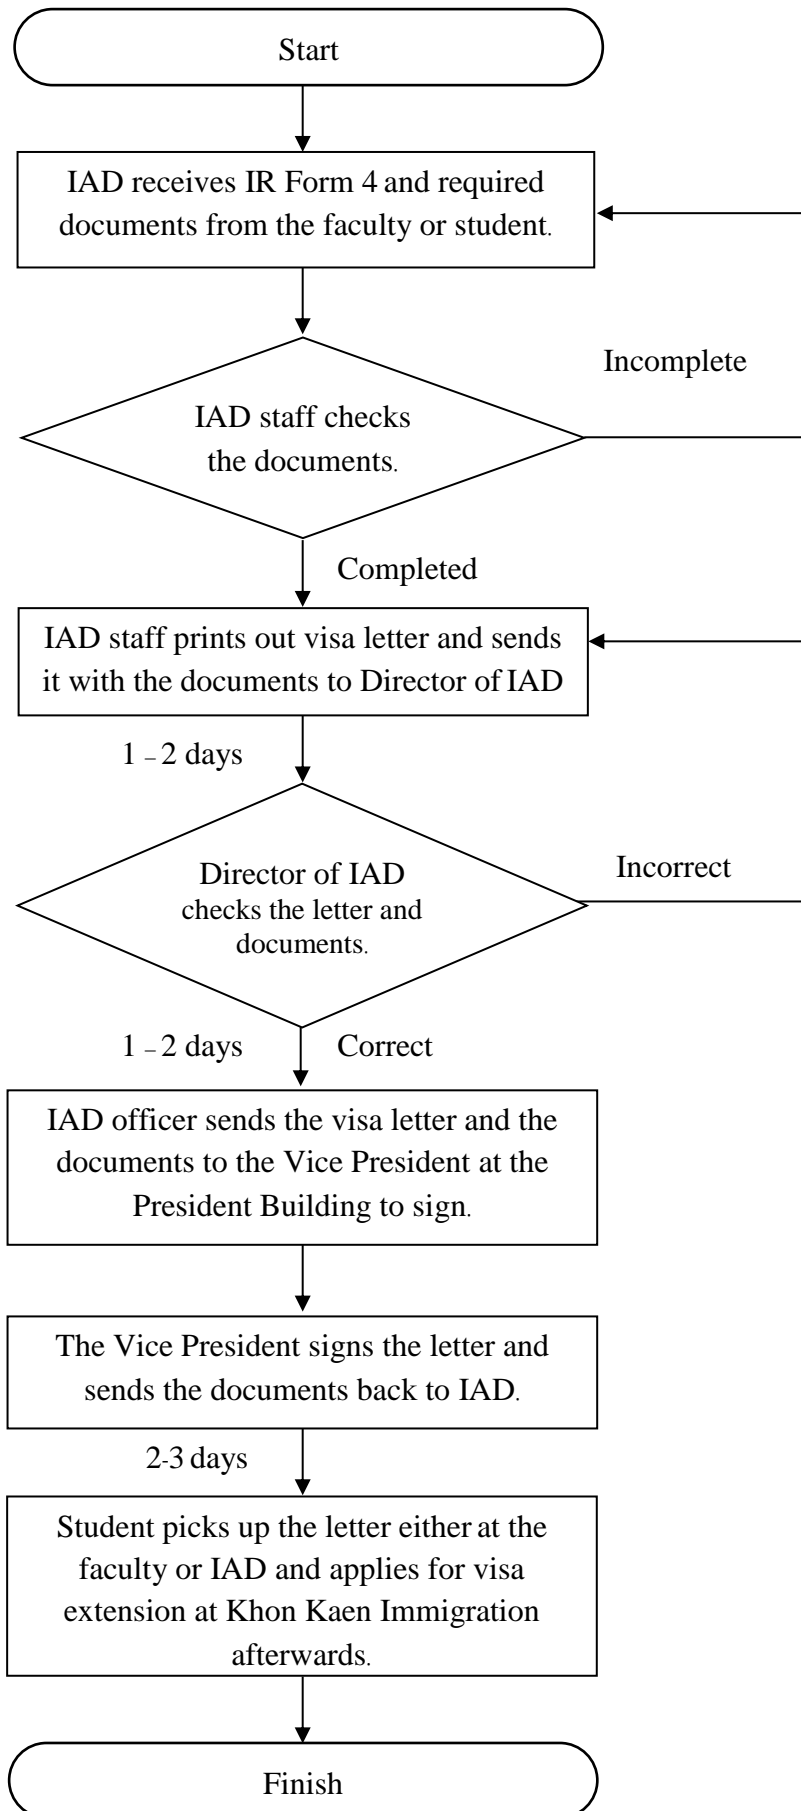 Start
IAD receives IR Form 4 and required
documents from the faculty or student.
Incomplete
IAD staff checks
the documents.
Completed
IAD staff prints out visa letter and sends
it with the documents to Director of IAD
1 – 2 days
Director of IAD
checks the letter and
documents.
Incorrect
1 – 2 days
Correct
IAD officer sends the visa letter and the
documents to the Vice President at the
President Building to sign.
The Vice President signs the letter and
sends the documents back to IAD.
2-3 days
Student picks up the letter either at the
faculty or IAD and applies for visa
extension at Khon Kaen Immigration
afterwards.
Finish